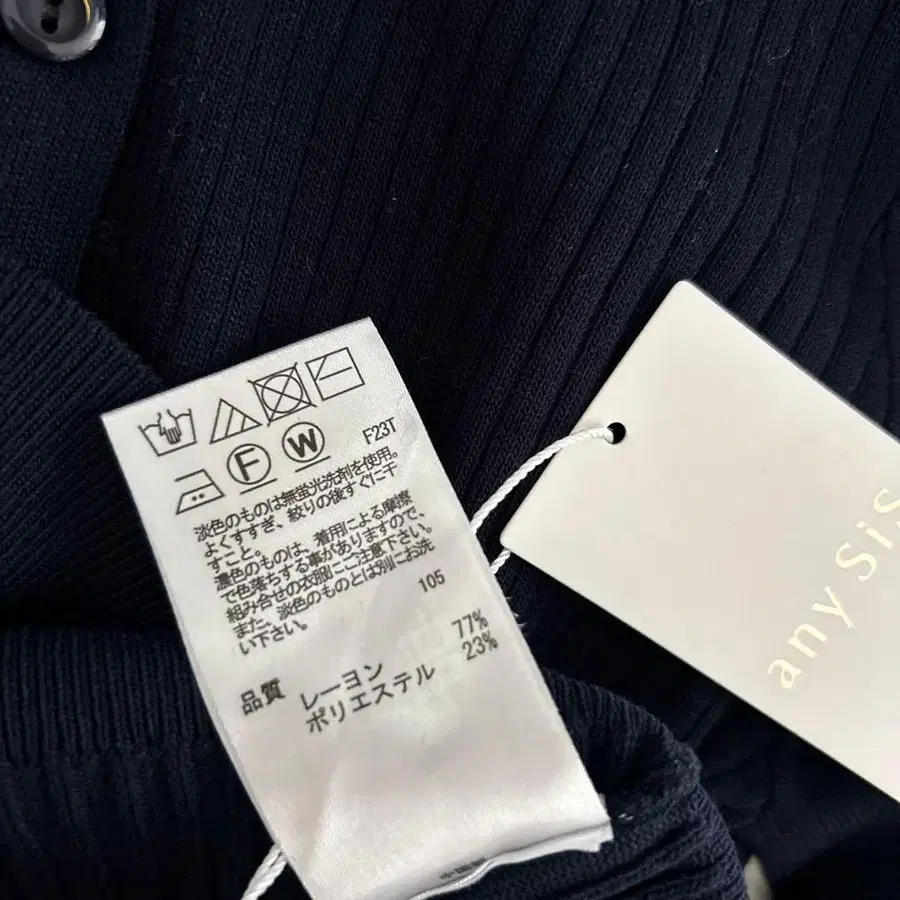 F W F23T
淡色のものは無蛍光洗剤を使用。
よくすすぎ、絞りの後すぐに干
すこと。
濃色のものは、着用による摩擦
で色落ちする事がありますので、
組み合せの衣服にご注意下さい。
また、淡色のものとは別にお洗
い下さい。
105
品質 レーヨン 77%
ポリエステル 23%
any SiS